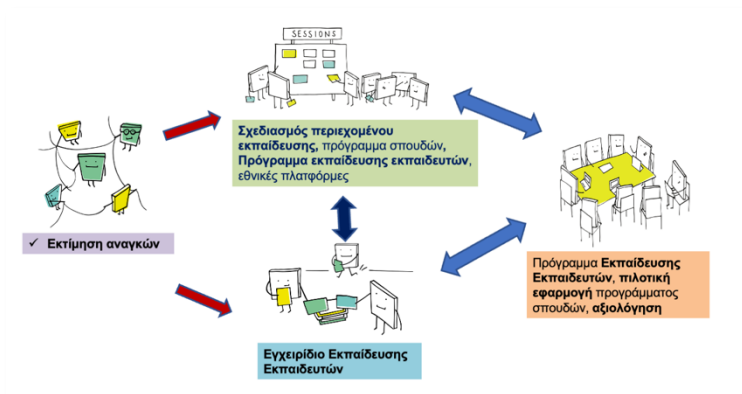 SESSIONS
Σχεδιασμός περιεχομένου
εκπαίδευσης, πρόγραμμα σπουδών,
Πρόγραμμα εκπαίδευσης εκπαιδευτών,
εθνικές πλατφόρμες
✓ Εκτίμηση αναγκών
Πρόγραμμα Εκπαίδευσης
Εκπαιδευτών, πιλοτική
εφαρμογή προγράμματος
σπουδών, αξιολόγηση
Εγχειρίδιο Εκπαίδευσης
Εκπαιδευτών